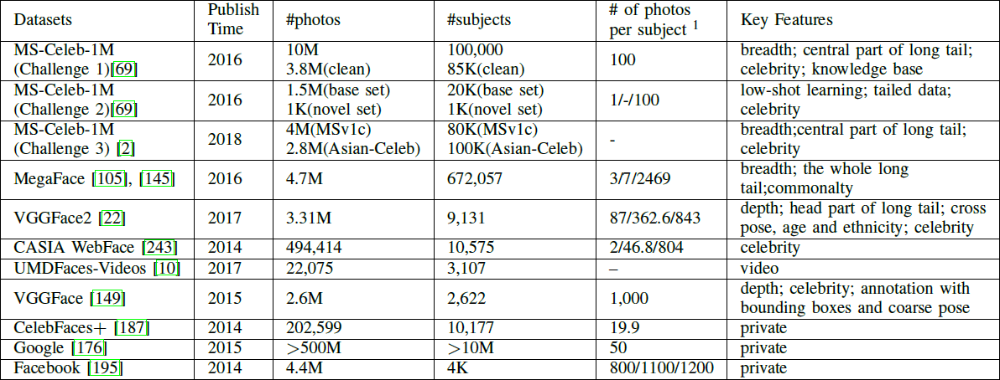 Datasets Publish Time #photos #subjects # of photos per subject 1 Key Features
MS-Celeb-1M (Challenge 1)[69] 2016 10M 3.8M(clean) 100,000 85K(clean) 100 breadth; central part of long tail; celebrity; knowledge base
MS-Celeb-1M (Challenge 2)[69] 2016 1.5M(base set) 1K(novel set) 20K(base set) 1K(novel set) 1/-/100 low-shot learning; tailed data; celebrity
MS-Celeb-1M (Challenge 3) [2] 2018 4M(MSv1c) 2.8M(Asian-Celeb) 80K(MSv1c) 100K(Asian-Celeb) - breadth;central part of long tail; celebrity
MegaFace [105], [145] 2016 4.7M 672,057 3/7/2469 breadth; the whole long tail;commonalty
VGGFace2 [22] 2017 3.31M 9,131 87/362.6/843 depth; head part of long tail; cross pose, age and ethnicity; celebrity
CASIA WebFace [243] 2014 494,414 10,575 2/46.8/804 celebrity
UMDFaces-Videos [10] 2017 22,075 3,107 – video
VGGFace [149] 2015 2.6M 2,622 1,000 depth; celebrity; annotation with bounding boxes and coarse pose
CelebFaces+ [187] 2014 202,599 10,177 19.9 private
Google [176] 2015 >500M >10M 50 private
Facebook [195] 2014 4.4M 4K 800/1100/1200 private